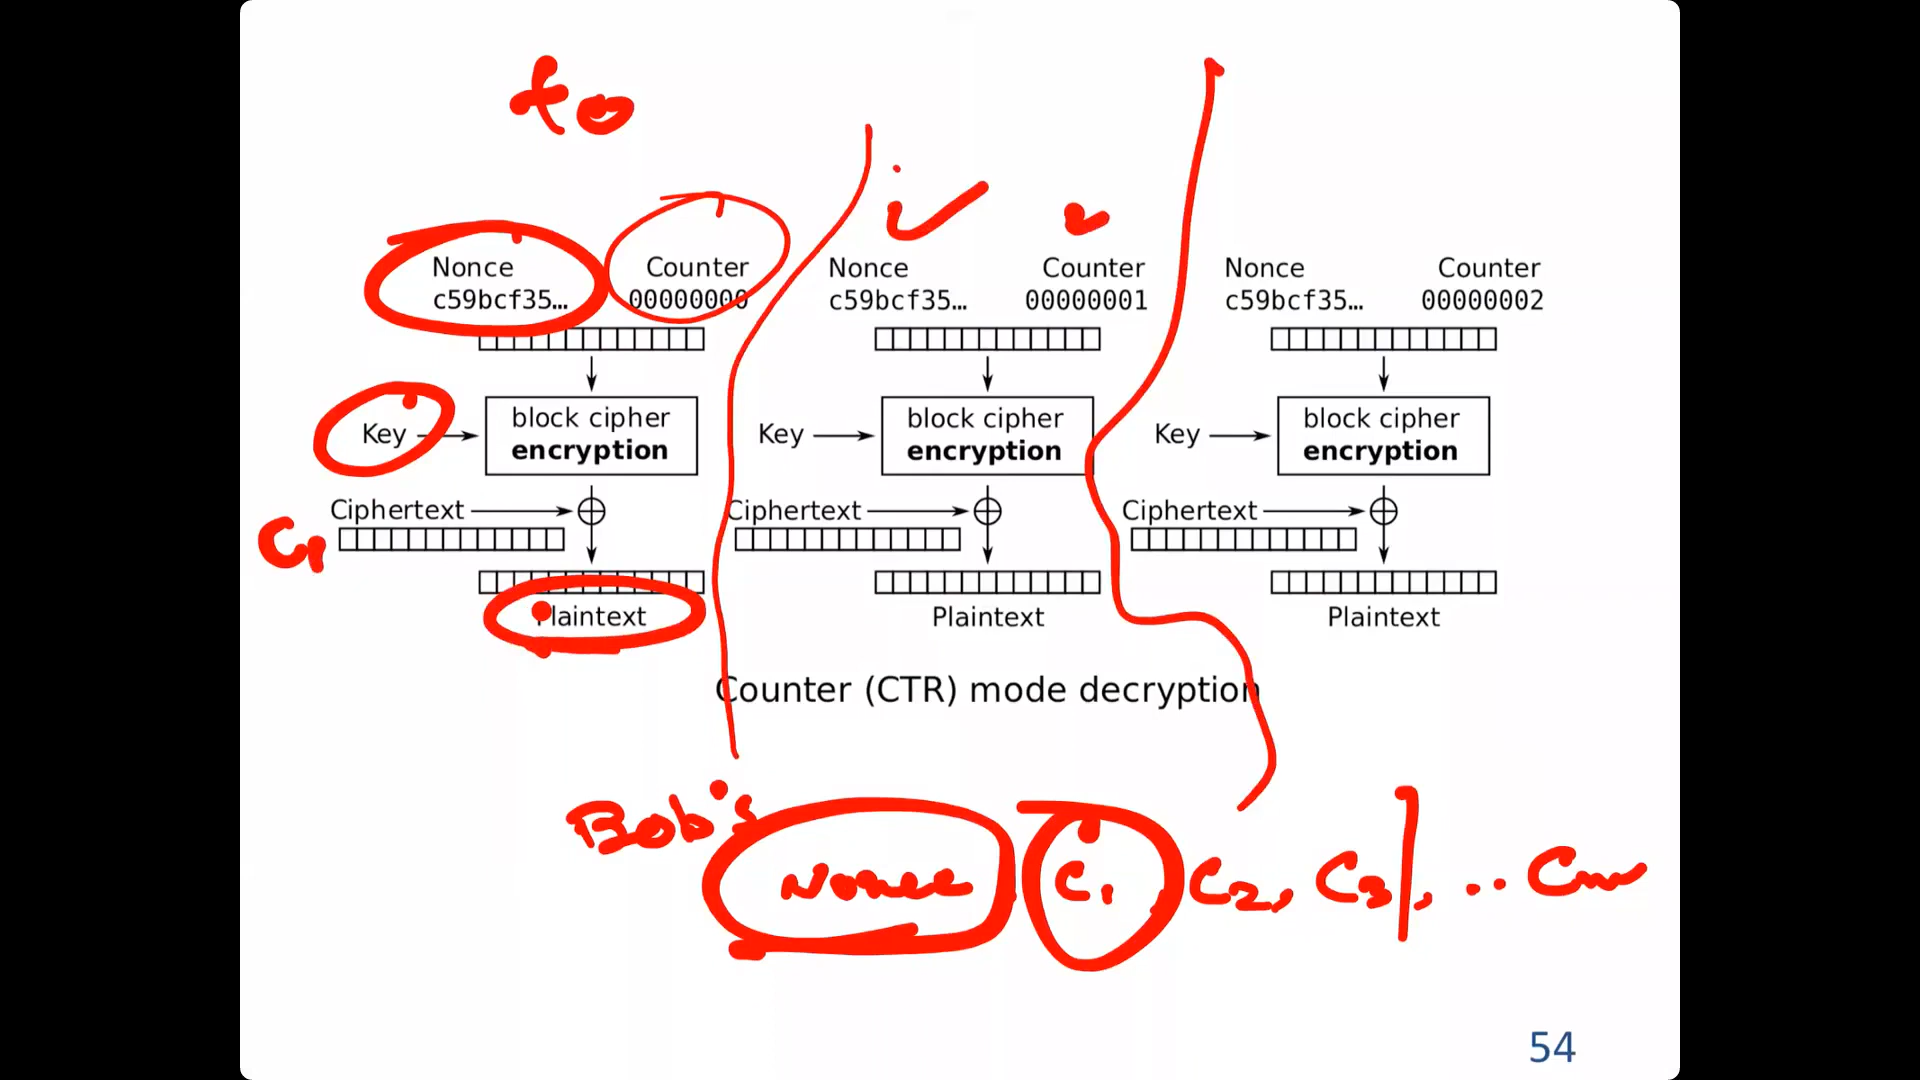 to
i
Nonce Counter Nonce Counter Nonce Counter
c59bcf35… 00000000 c59bcf35… 00000001 c59bcf35… 00000002
Key block cipher encryption Key block cipher encryption Key block cipher encryption
Ciphertext Ciphertext Ciphertext
C1
Plaintext Plaintext Plaintext
Counter (CTR) mode decryption
Bob's
Nonce C1, C2, C3, ..
54